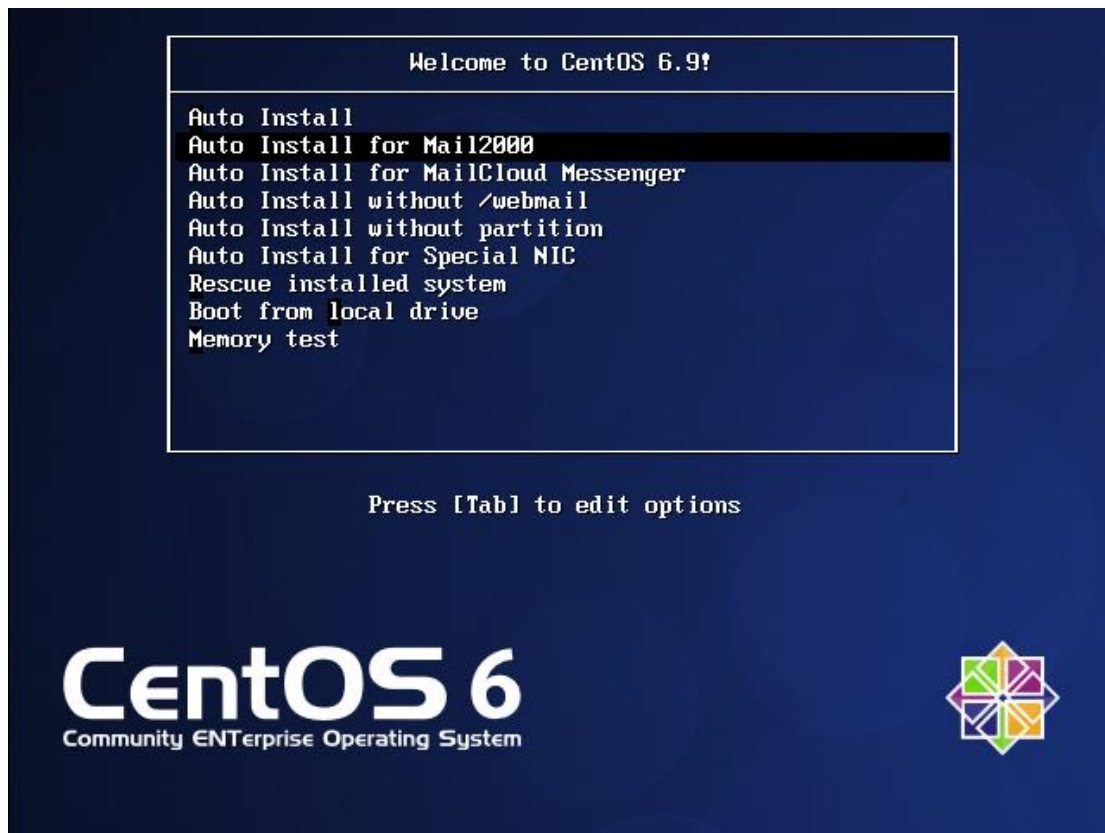 Welcome to CentOS 6.9!
Auto Install
Auto Install for Mail2000
Auto Install for MailCloud Messenger
Auto Install without /webmail
Auto Install without partition
Auto Install for Special NIC
Rescue installed system
Boot from local drive
Memory test
Press [Tab] to edit options
CentOS 6
Community ENTerprise Operating System